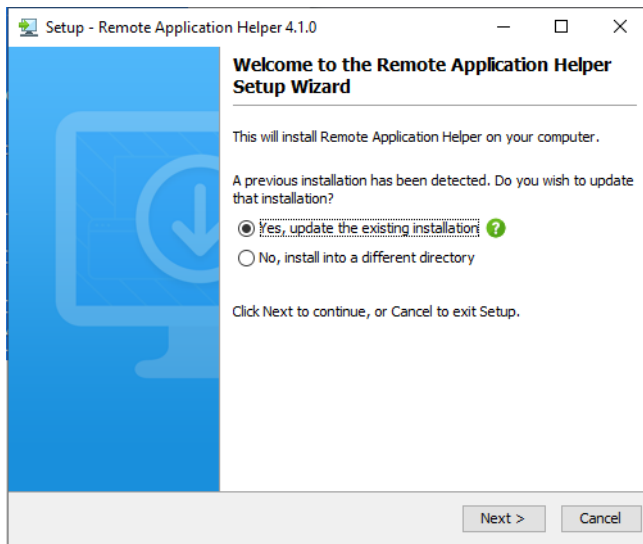 Setup - Remote Application Helper 4.1.0
Welcome to the Remote Application Helper
Setup Wizard
This will install Remote Application Helper on your computer.
A previous installation has been detected. Do you wish to update
that installation?
Yes, update the existing installation
No, install into a different directory
Click Next to continue, or Cancel to exit Setup.
Next >
Cancel